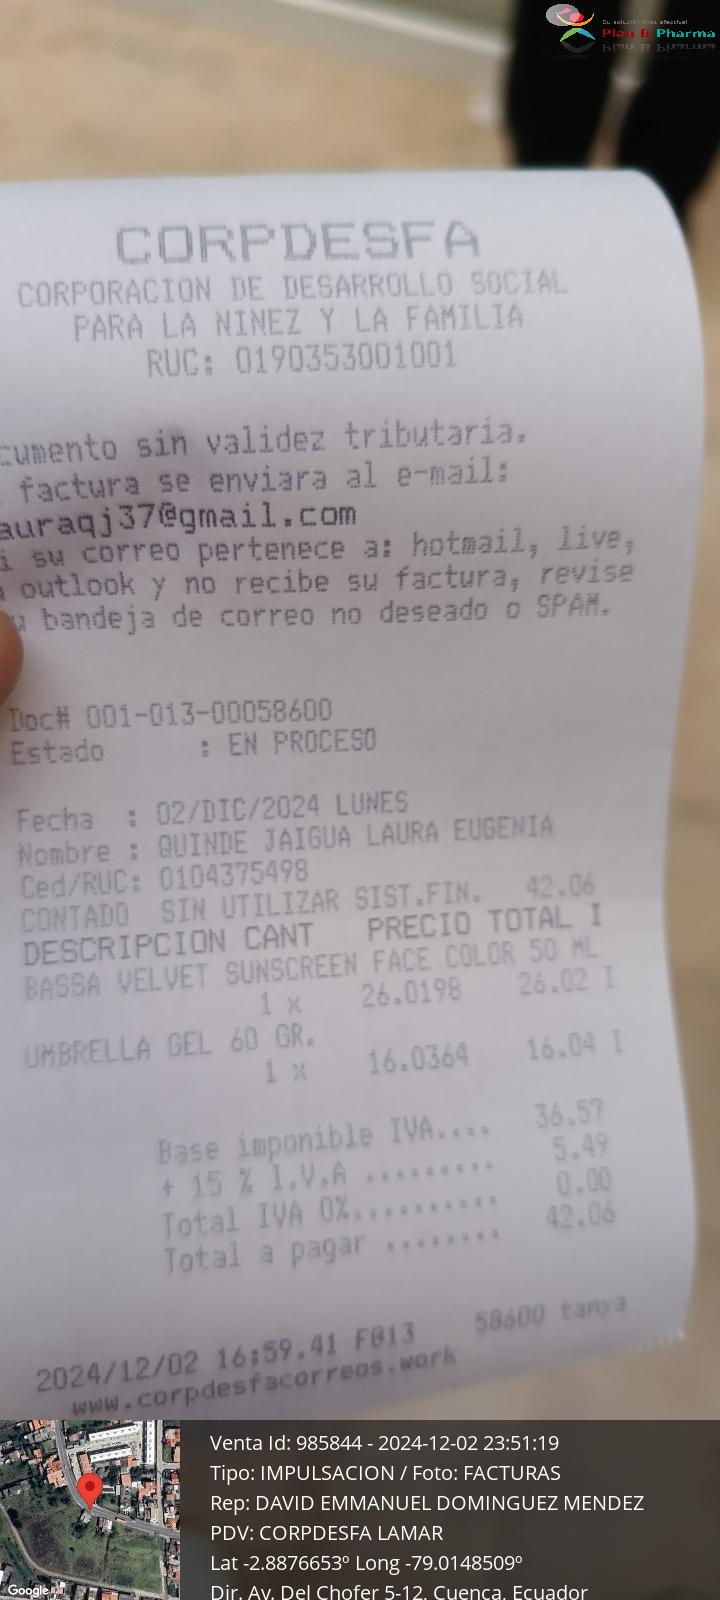 Su solución más efectiva!
Plan B Pharma
CORPDESFA
CORPORACION DE DESARROLLO SOCIAL
PARA LA NINEZ Y LA FAMILIA
RUC: 0190353001001
cumento sin validez tributaria.
factura se enviara al e-mail:
auraqj37@gmail.com
i su correo pertenece a: hotmail, live,
outlook y no recibe su factura, revise
u bandeja de correo no deseado o SPAM.
Doc# 001-013-00058600
Estado : EN PROCESO
Fecha : 02/DIC/2024 LUNES
Nombre : QUINDE JAIGUA LAURA EUGENIA
Ced/RUC: 0104375498
CONTADO SIN UTILIZAR SIST.FIN. 42.06
DESCRIPCION CANT PRECIO TOTAL I
BASSA VELVET SUNSCREEN FACE COLOR 50 ML
1 x 26.0198 26.02 I
UMBRELLA GEL 60 GR.
1 x 16.0364 16.04 I
Base imponible IVA.... 36.57
+ 15 % I.V.A ......... 5.49
Total IVA 0%.......... 0.00
Total a pagar ........ 42.06
2024/12/02 16:59.41 F@13 58600 tanya
www.corpdesfacorreos.work
Google
Venta Id: 985844 - 2024-12-02 23:51:19
Tipo: IMPULSACION / Foto: FACTURAS
Rep: DAVID EMMANUEL DOMINGUEZ MENDEZ
PDV: CORPDESFA LAMAR
Lat -2.8876653º Long -79.0148509º
Dir. Av. Del Chofer 5-12, Cuenca, Ecuador